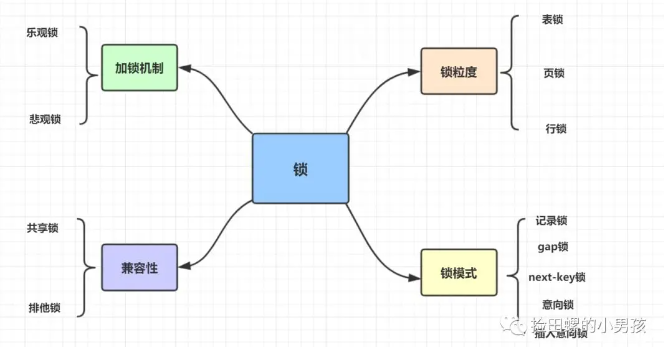 乐观锁
加锁机制
悲观锁
表锁
锁粒度
页锁
行锁
锁
共享锁
兼容性
排他锁
记录锁
gap锁
锁模式
next-key锁
意向锁
插入意向锁
捡田螺的小男孩